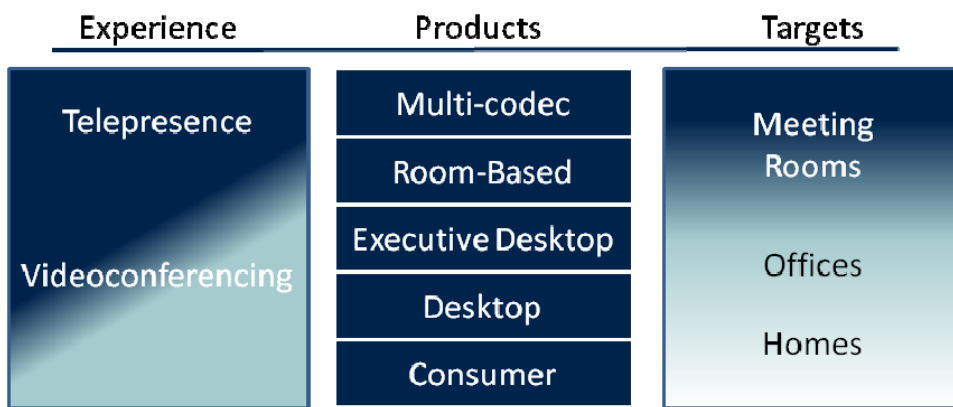 Experience
Products
Targets
Telepresence
Videoconferencing
Multi-codec
Room-Based
Executive Desktop
Desktop
Consumer
Meeting
Rooms
Offices
Homes